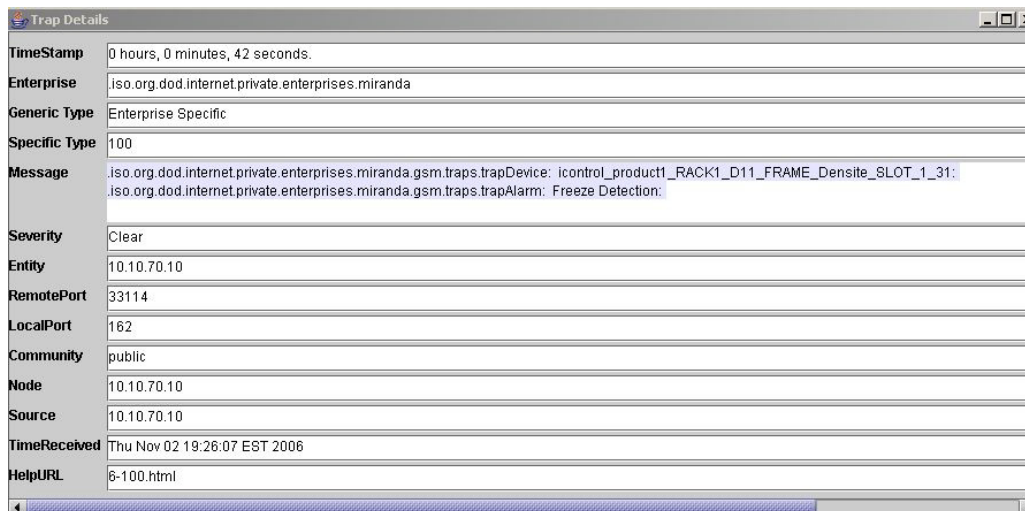 Trap Details
TimeStamp 0 hours, 0 minutes, 42 seconds.
Enterprise .iso.org.dod.internet.private.enterprises.miranda
Generic Type Enterprise Specific
Specific Type 100
Message .iso.org.dod.internet.private.enterprises.miranda.gsm.traps.trapDevice: icontrol_product1_RACK1_D11_FRAME_Densite_SLOT_1_31:
.iso.org.dod.internet.private.enterprises.miranda.gsm.traps.trapAlarm: Freeze Detection:
Severity Clear
Entity 10.10.70.10
RemotePort 33114
LocalPort 162
Community public
Node 10.10.70.10
Source 10.10.70.10
TimeReceived Thu Nov 02 19:26:07 EST 2006
HelpURL 6-100.html